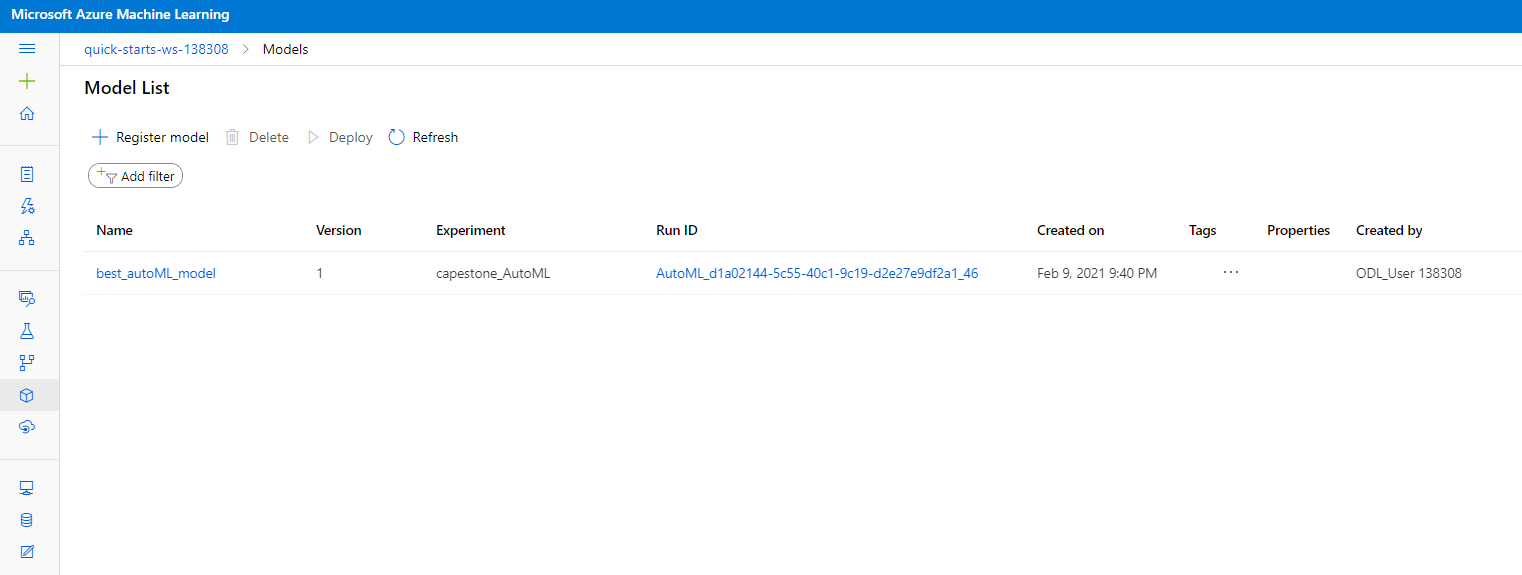 Microsoft Azure Machine Learning
quick-starts-ws-138308 > Models
Model List
Register model Delete Deploy Refresh
Add filter
Name Version Experiment Run ID Created on Tags Properties Created by
best_autoML_model 1 capestone_AutoML AutoML_d1a02144-5c55-40c1-9c19-d2e27e9df2a1_46 Feb 9, 2021 9:40 PM ··· ODL_User 138308